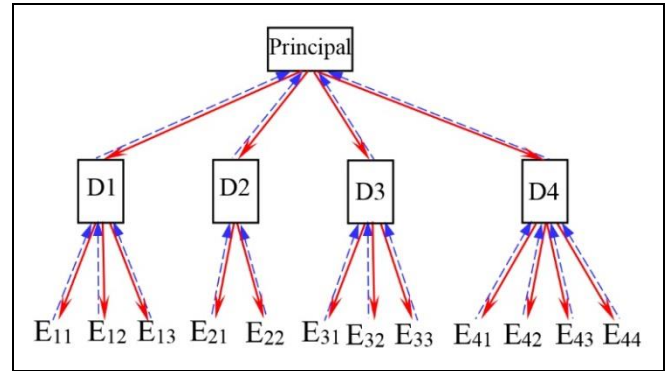 Principal
D1 D2 D3 D4
E₁₁ E₁₂ E₁₃ E₂₁ E₂₂ E₃₁ E₃₂ E₃₃ E₄₁ E₄₂ E₄₃ E₄₄